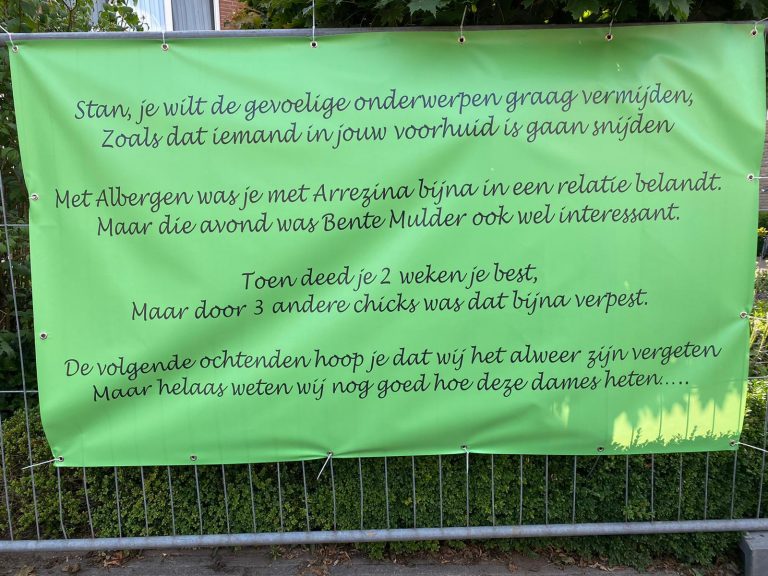 Stan, je wilt de gevoelige onderwerpen graag vermijden,
Zoals dat iemand in jouw voorhuid is gaan snijden
Met Albergen was je met Arrezina bijna in een relatie belandt.
Maar die avond was Bente Mulder ook wel interessant.
Toen deed je 2 weken je best,
Maar door 3 andere chicks was dat bijna verpest.
De volgende ochtenden hoop je dat wij het alweer zijn vergeten
Maar helaas weten wij nog goed hoe deze dames heten....